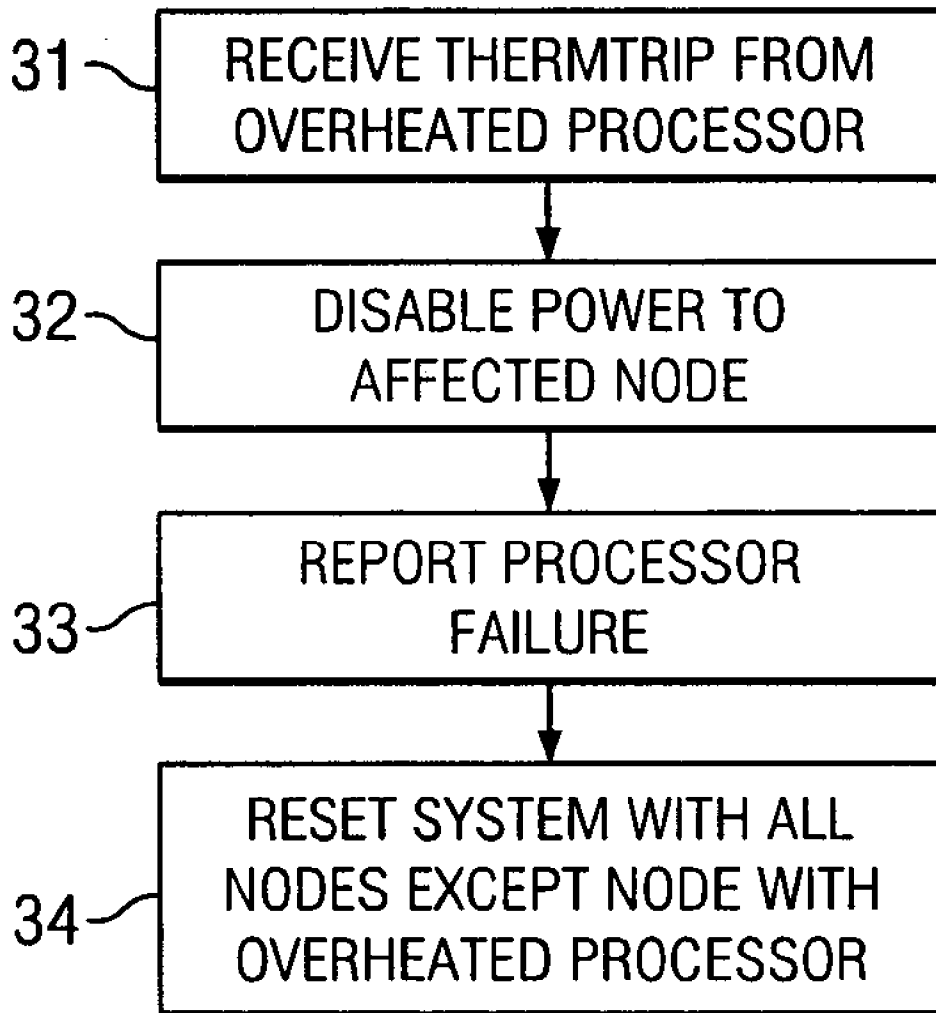 31
RECEIVE THERMTRIP FROM
OVERHEATED PROCESSOR
32
DISABLE POWER TO
AFFECTED NODE
33
REPORT PROCESSOR
FAILURE
34
RESET SYSTEM WITH ALL
NODES EXCEPT NODE WITH
OVERHEATED PROCESSOR